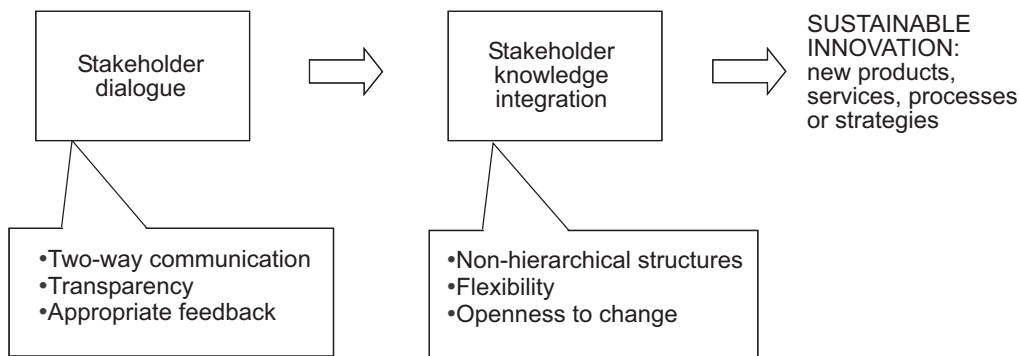 Stakeholder
dialogue
Stakeholder
knowledge
integration
SUSTAINABLE
INNOVATION:
new products,
services, processes
or strategies
•Two-way communication
•Transparency
•Appropriate feedback
•Non-hierarchical structures
•Flexibility
•Openness to change